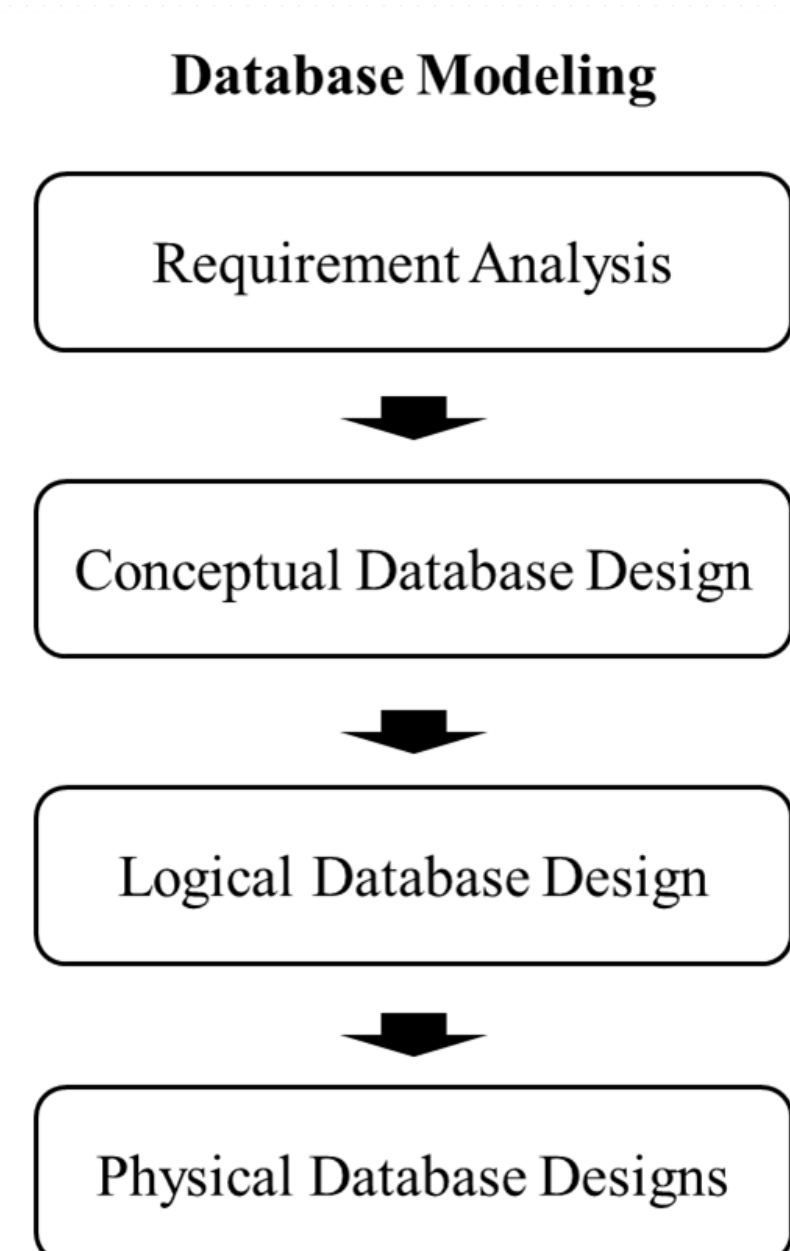 Database Modeling
Requirement Analysis
Conceptual Database Design
Logical Database Design
Physical Database Designs